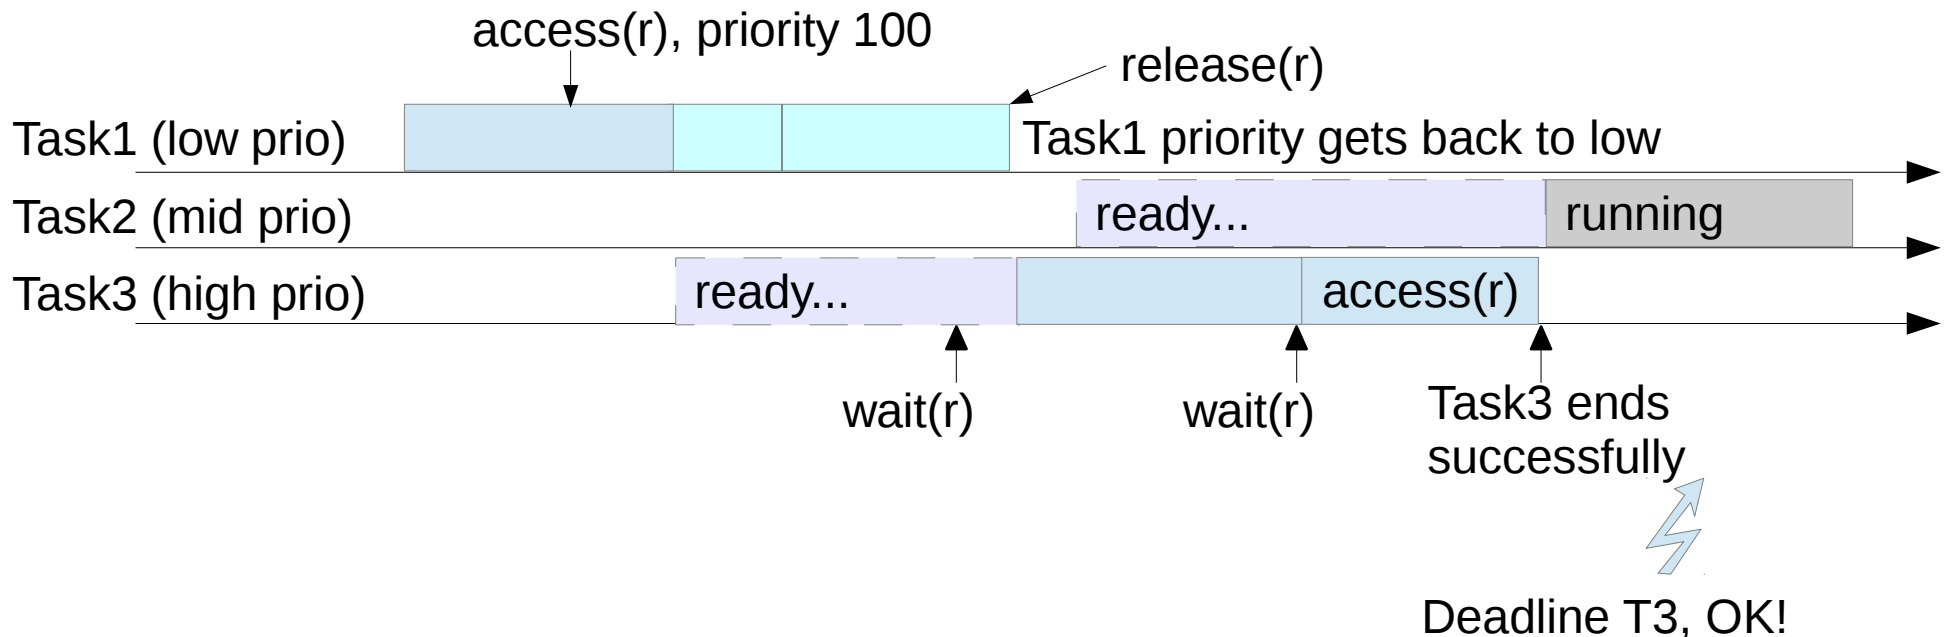 access(r), priority 100
release(r)
Task1 (low prio)
Task1 priority gets back to low
Task2 (mid prio)
ready...
running
Task3 (high prio)
ready...
access(r)
wait(r)
wait(r)
Task3 ends
successfully
Deadline T3, OK!